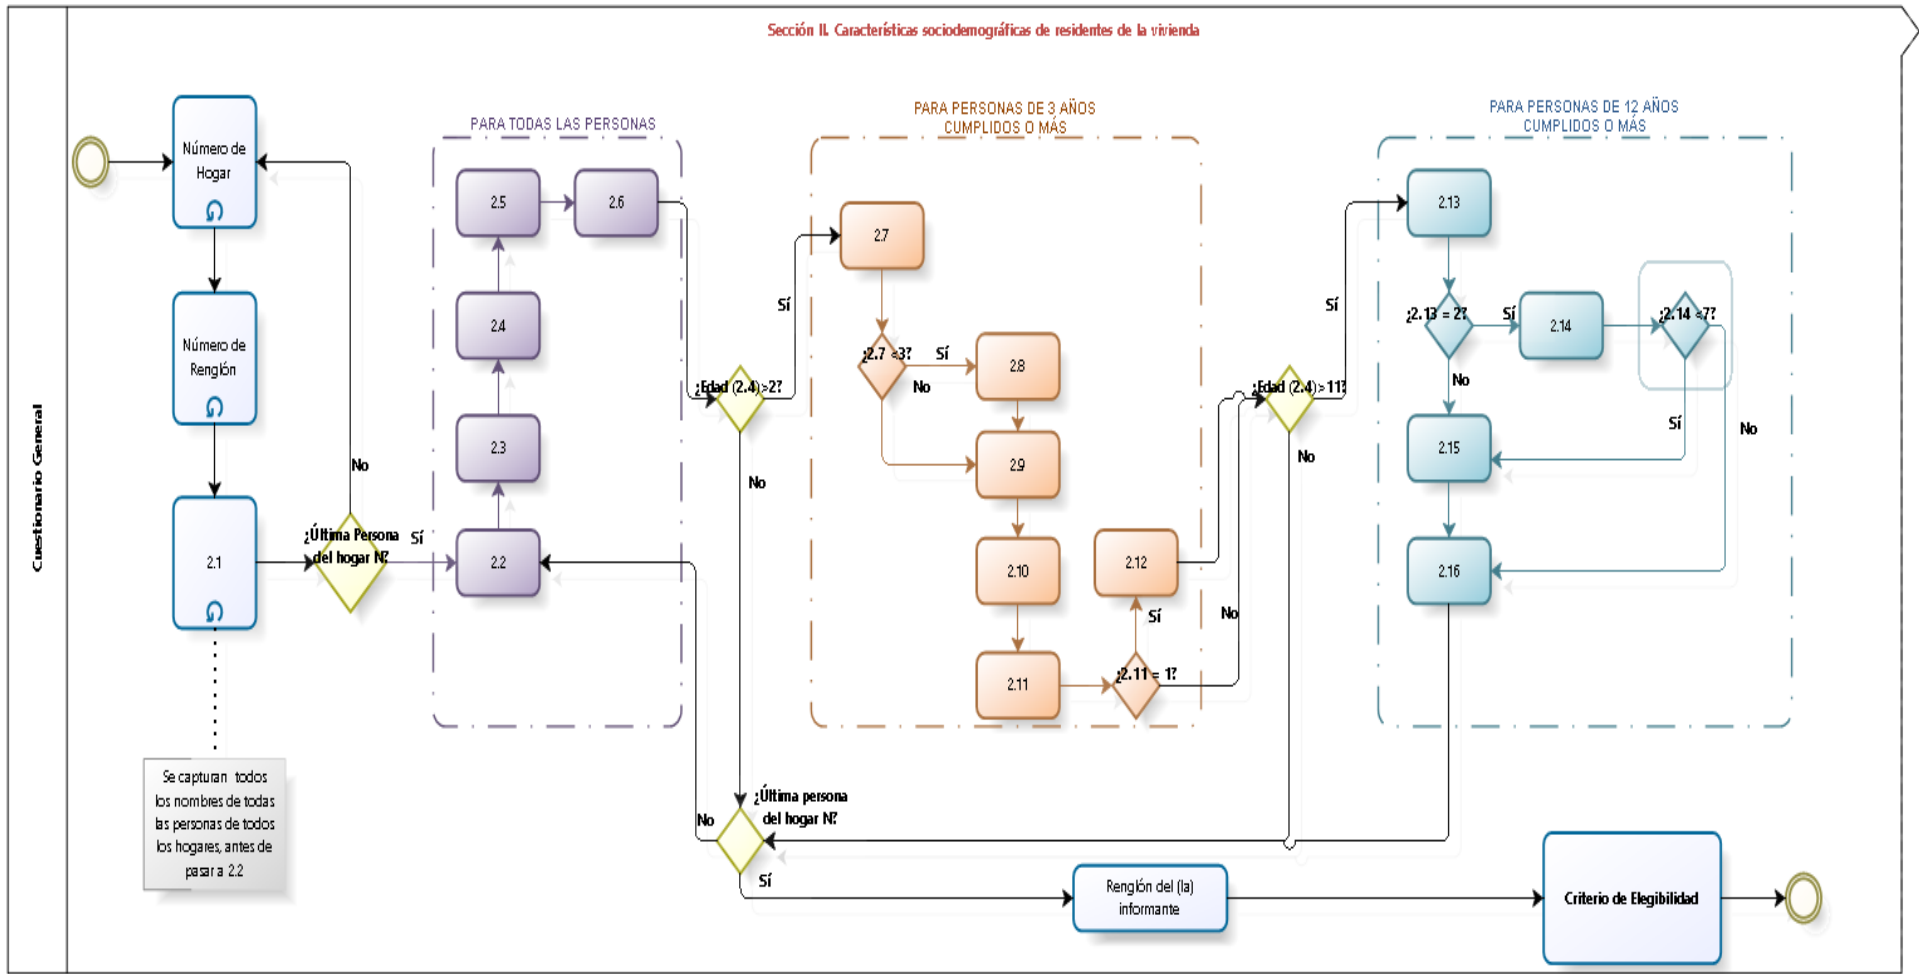 Sección II. Características sociodemográficas de residentes de la vivienda
Cuestionario General
Número de
Hogar
Número de
Renglón
2.1
Se capturan todos
los nombres de todas
las personas de todos
los hogares, antes de
pasar a 2.2
¿Última Persona
del hogar N?
No
Sí
PARA TODAS LAS PERSONAS
2.5
2.6
2.4
2.3
2.2
¿Edad (2.4)>2?
Sí
No
PARA PERSONAS DE 3 AÑOS
CUMPLIDOS O MÁS
2.7
¿2.7 <3?
Sí
No
2.8
2.9
2.10
2.11
¿2.11 = 1?
Sí
2.12
No
¿Edad (2.4)>11?
Sí
No
PARA PERSONAS DE 12 AÑOS
CUMPLIDOS O MÁS
2.13
¿2.13 = 2?
Sí
2.14
¿2.14 <7?
No
Sí
No
2.15
2.16
¿Última persona
del hogar N?
No
Sí
Renglón del (la)
informante
Criterio de Elegibilidad